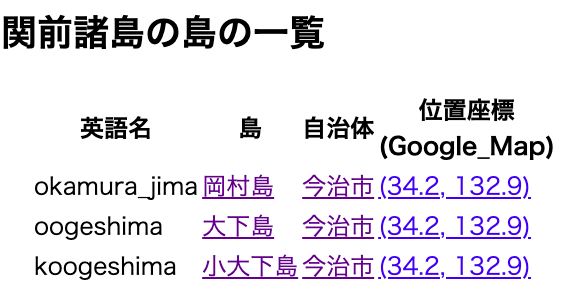 関前諸島の島の一覧
英語名 島 自治体 位置座標
(Google_Map)
okamura_jima 岡村島 今治市 (34.2, 132.9)
oogeshima 大下島 今治市 (34.2, 132.9)
koogeshima 小大下島 今治市 (34.2, 132.9)